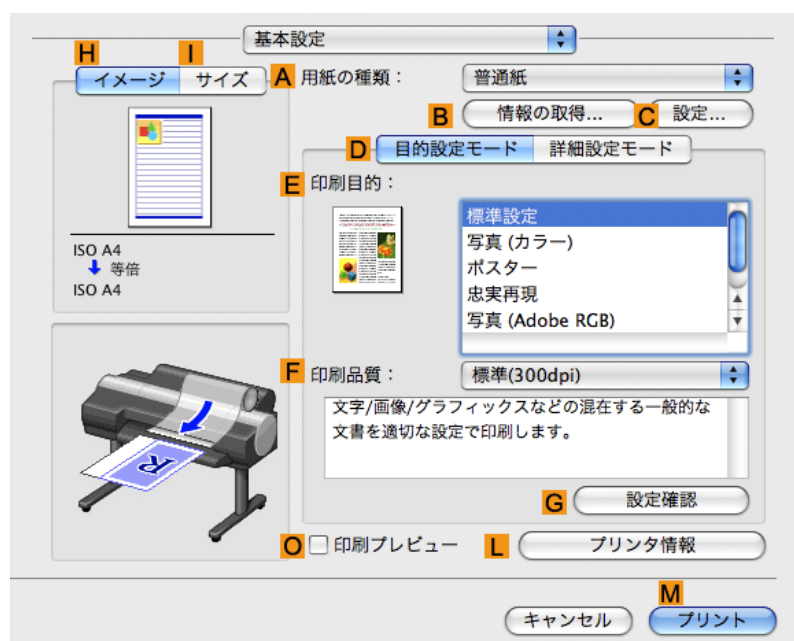 基本設定
H I
イメージ サイズ
A 用紙の種類： 普通紙
B 情報の取得... C 設定...
D 目的設定モード 詳細設定モード
E 印刷目的：
標準設定
写真 (カラー)
ポスター
忠実再現
写真 (Adobe RGB)
ISO A4
等倍
ISO A4
F 印刷品質： 標準(300dpi)
文字/画像/グラフィックスなどの混在する一般的な
文書を適切な設定で印刷します。
R
G 設定確認
O 印刷プレビュー L プリンタ情報
M
キャンセル プリント